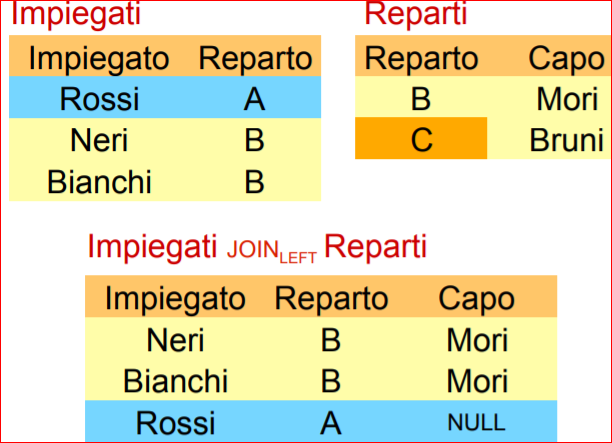 Impiegati
Impiegato Reparto
Rossi A
Neri B
Bianchi B
Reparti
Reparto Capo
B Mori
C Bruni
Impiegati JOIN LEFT Reparti
Impiegato Reparto Capo
Neri B Mori
Bianchi B Mori
Rossi A NULL